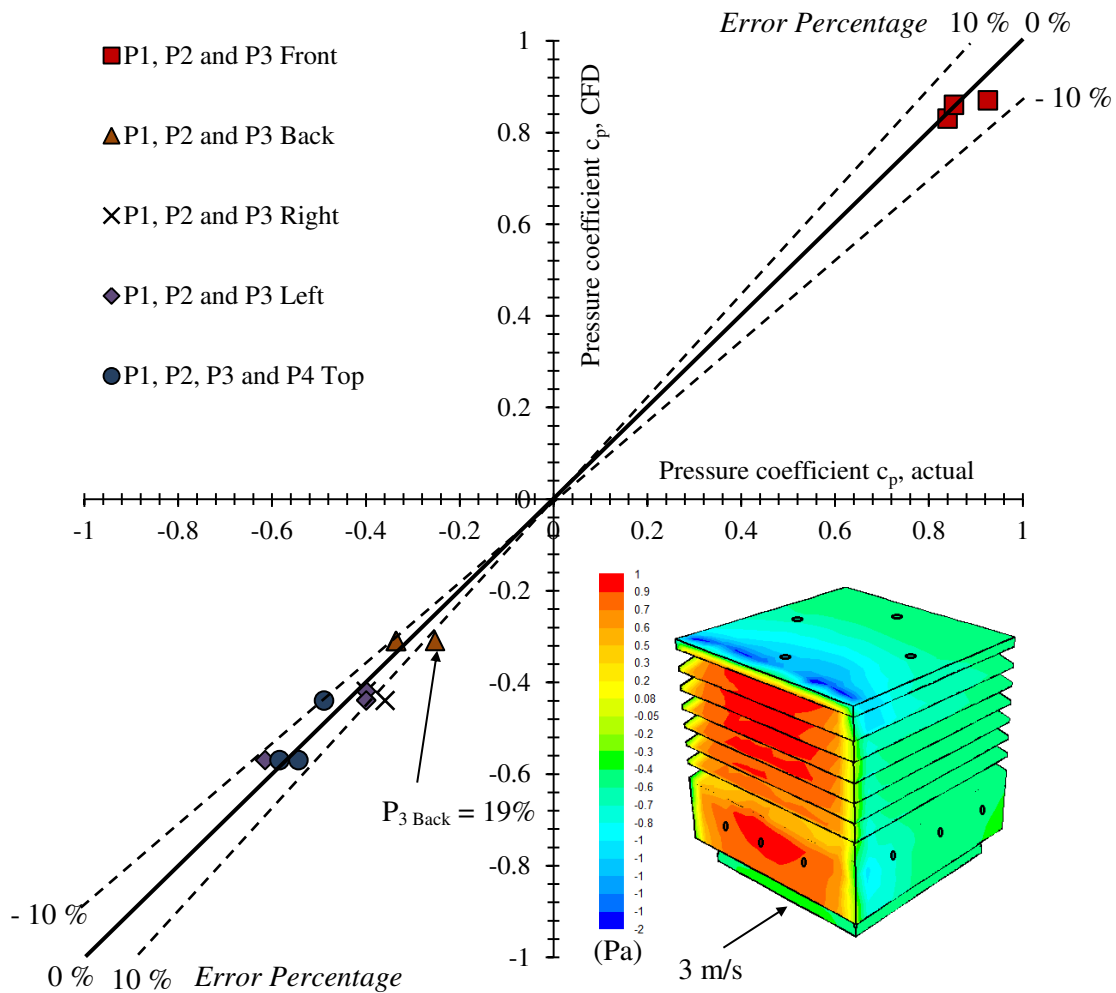 Error Percentage 10 % 0 %
- 10 %
P1, P2 and P3 Front
P1, P2 and P3 Back
P1, P2 and P3 Right
P1, P2 and P3 Left
P1, P2, P3 and P4 Top
Pressure coefficient cp, CFD
1
0.8
0.6
0.4
0.2
0
-0.2
-0.4
-0.6
-0.8
-1
Pressure coefficient cp, actual
-1 -0.8 -0.6 -0.4 -0.2 0 0.2 0.4 0.6 0.8 1
P3 Back = 19%
1
0.9
0.7
0.6
0.5
0.3
0.2
0.08
-0.05
-0.2
-0.3
-0.4
-0.6
-0.7
-0.8
-1
-1
-1
-1
-2
(Pa)
3 m/s
- 10 %
0 % 10 % Error Percentage